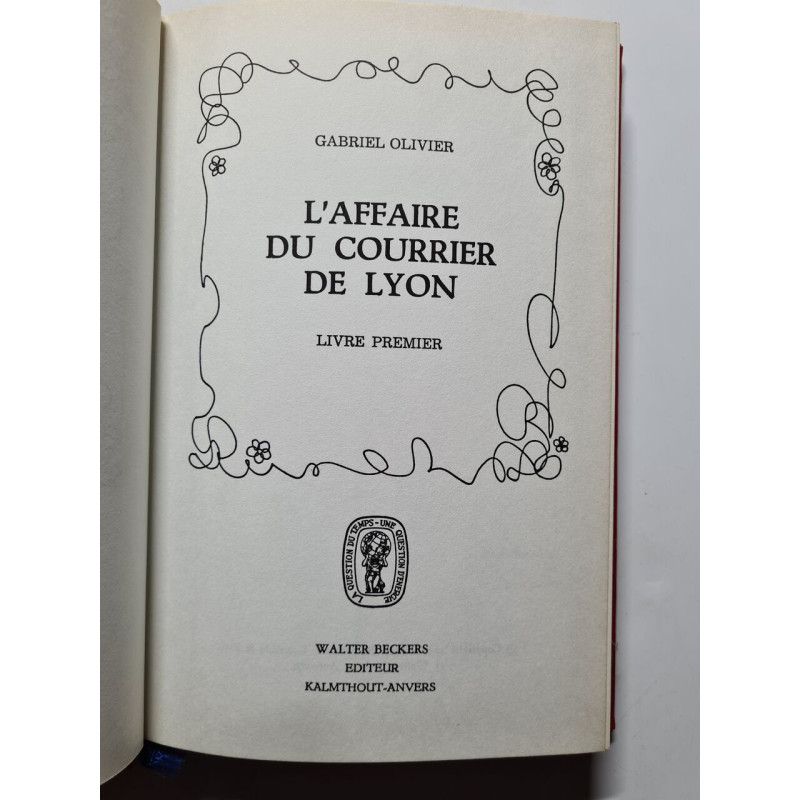 GABRIEL OLIVIER
L'AFFAIRE
DU COURRIER
DE LYON
LIVRE PREMIER
LA QUESTION DU TEMPS - UNE QUESTION D'ENERGIE
WALTER BECKERS
EDITEUR
KALMTHOUT-ANVERS